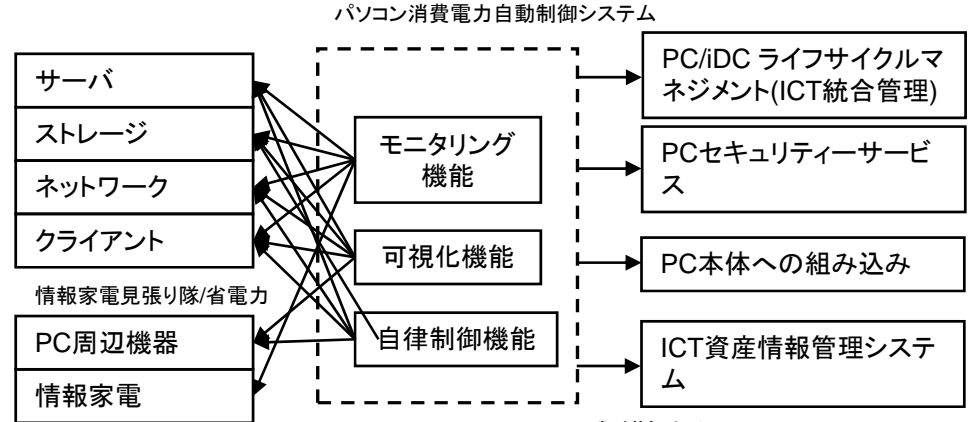 パソコン消費電力自動制御システム
サーバ
ストレージ
ネットワーク
クライアント
情報家電見張り隊/省電力
PC周辺機器
情報家電
モニタリング
機能
可視化機能
自律制御機能
PC/iDC ライフサイクルマ
ネジメント(ICT統合管理)
PCセキュリティーサービ
ス
PC本体への組み込み
ICT資産情報管理システ
ム